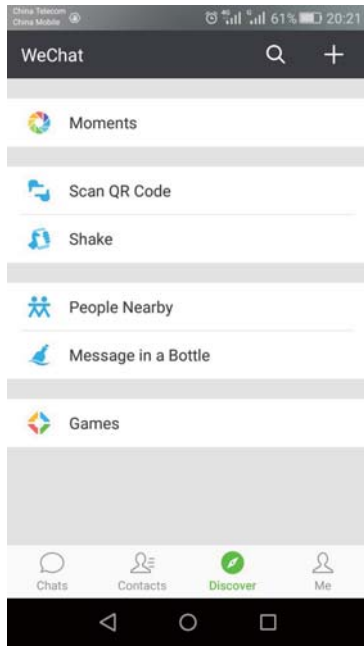 China Telecom
China Mobile 61% 20:21
WeChat
Moments
Scan QR Code
Shake
People Nearby
Message in a Bottle
Games
Chats Contacts Discover Me